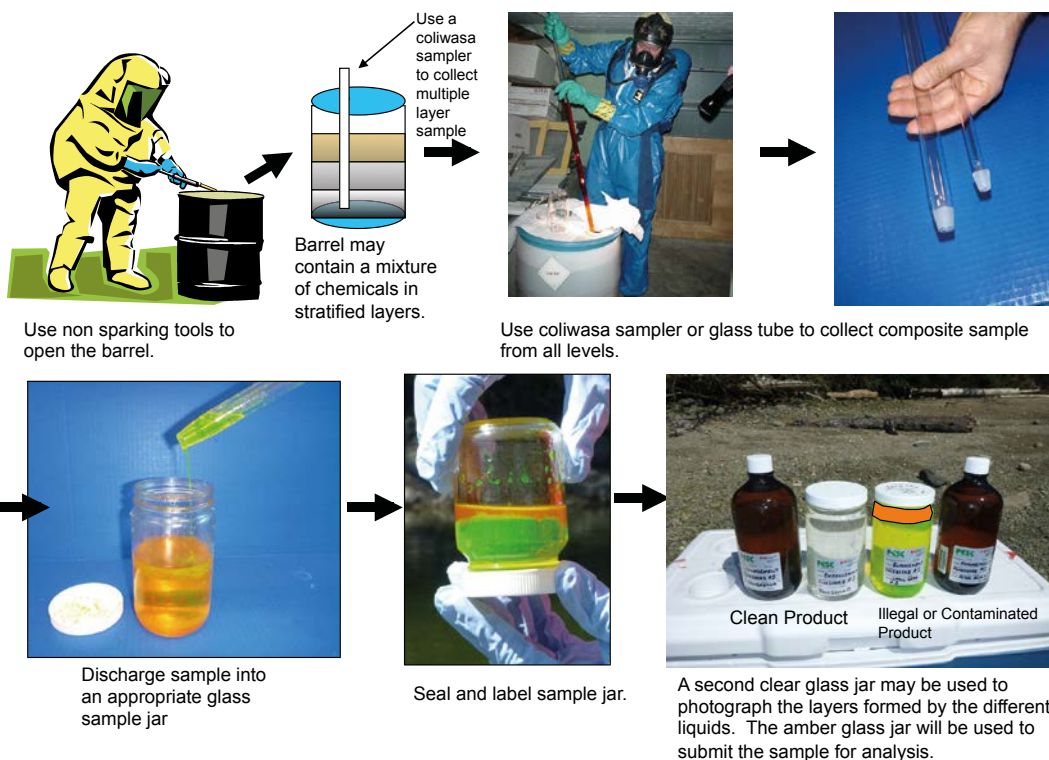 Use a
coliwasa
sampler
to collect
multiple
layer
sample
Barrel may
contain a mixture
of chemicals in
stratified layers.
Use non sparking tools to
open the barrel.
Use coliwasa sampler or glass tube to collect composite sample
from all levels.
Discharge sample into
an appropriate glass
sample jar
Seal and label sample jar.
PESC
PESC
Clean Product
Illegal or Contaminated
Product
A second clear glass jar may be used to
photograph the layers formed by the different
liquids.  The amber glass jar will be used to
submit the sample for analysis.